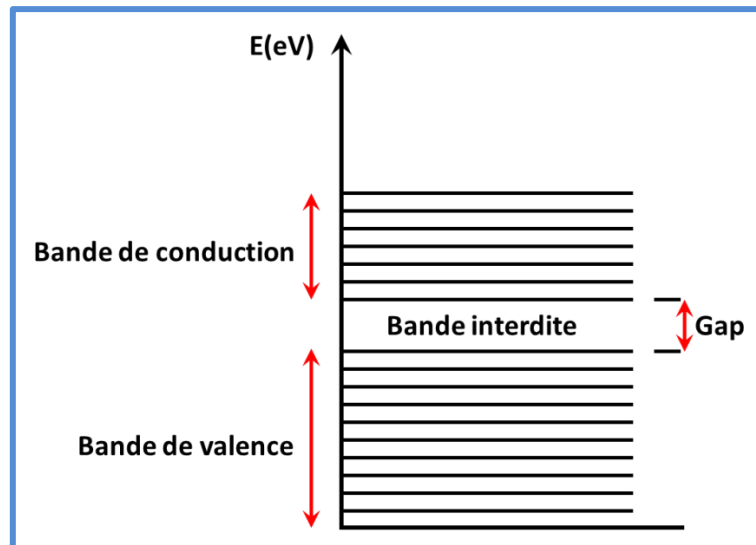 E(eV)
Bande de conduction
Bande interdite
Gap
Bande de valence